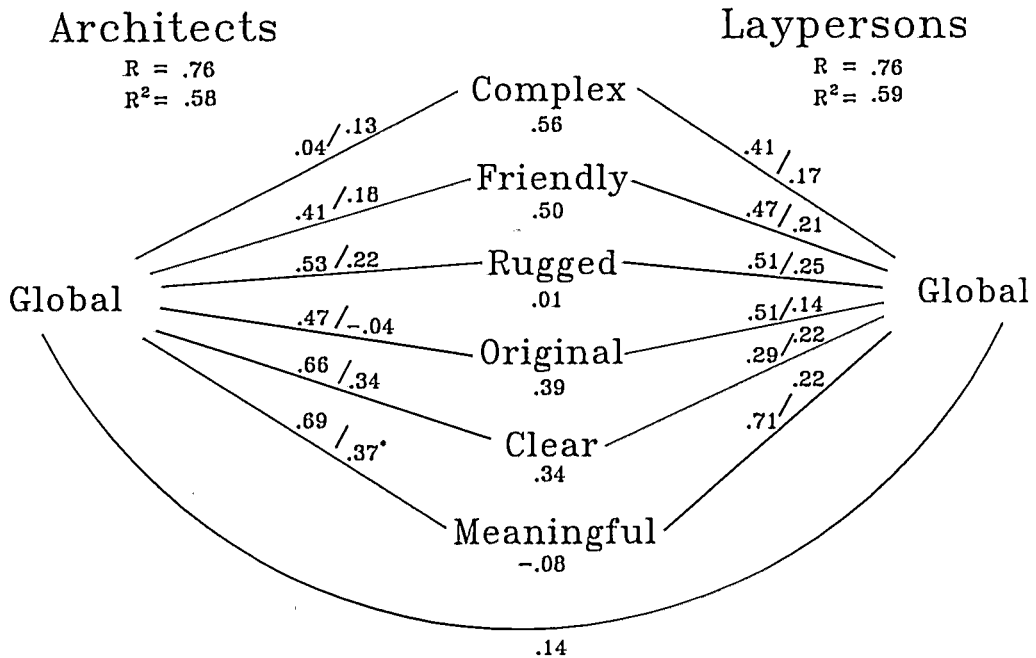 Architects
R = .76
R² = .58
Laypersons
R = .76
R² = .59
Complex
.56
.04/.13
.41/.17
Friendly
.50
.41/.18
.47/.21
Rugged
.01
.53/.22
.51/.25
Global
Global
Original
.39
.47/-.04
.51/.14
Clear
.34
.66/.34
.29/.22
Meaningful
-.08
.69/.37*
.71/.22
.14